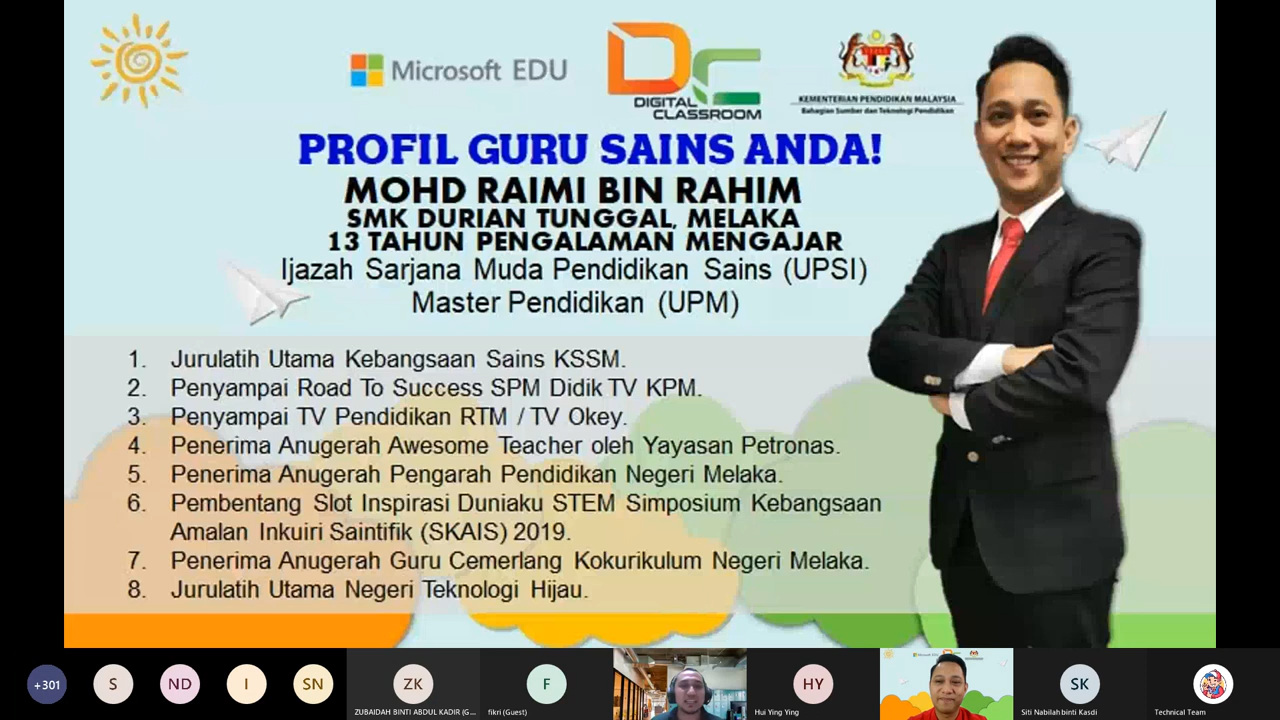 Microsoft EDU
DC
DIGITAL
CLASSROOM
KEMENTERIAN PENDIDIKAN MALAYSIA
Bahagian Sumber dan Teknologi Pendidikan
PROFIL GURU SAINS ANDA!
MOHD RAIMI BIN RAHIM
SMK DURIAN TUNGGAL, MELAKA
13 TAHUN PENGALAMAN MENGAJAR
Ijazah Sarjana Muda Pendidikan Sains (UPSI)
Master Pendidikan (UPM)
1. Jurulatih Utama Kebangsaan Sains KSSM.
2. Penyampai Road To Success SPM Didik TV KPM.
3. Penyampai TV Pendidikan RTM / TV Okey.
4. Penerima Anugerah Awesome Teacher oleh Yayasan Petronas.
5. Penerima Anugerah Pengarah Pendidikan Negeri Melaka.
6. Pembentang Slot Inspirasi Duniaku STEM Simposium Kebangsaan
Amalan Inkuiri Saintifik (SKAIS) 2019.
7. Penerima Anugerah Guru Cemerlang Kokurikulum Negeri Melaka.
8. Jurulatih Utama Negeri Teknologi Hijau.
+301
S
ND
I
SN
ZK
ZUBAIDAH BINTI ABDUL KADIR (G...
F
fikri (Guest)
HY
Hui Ying Ying
Microsoft EDU
SK
Siti Nabilah binti Kasdi
Technical Team